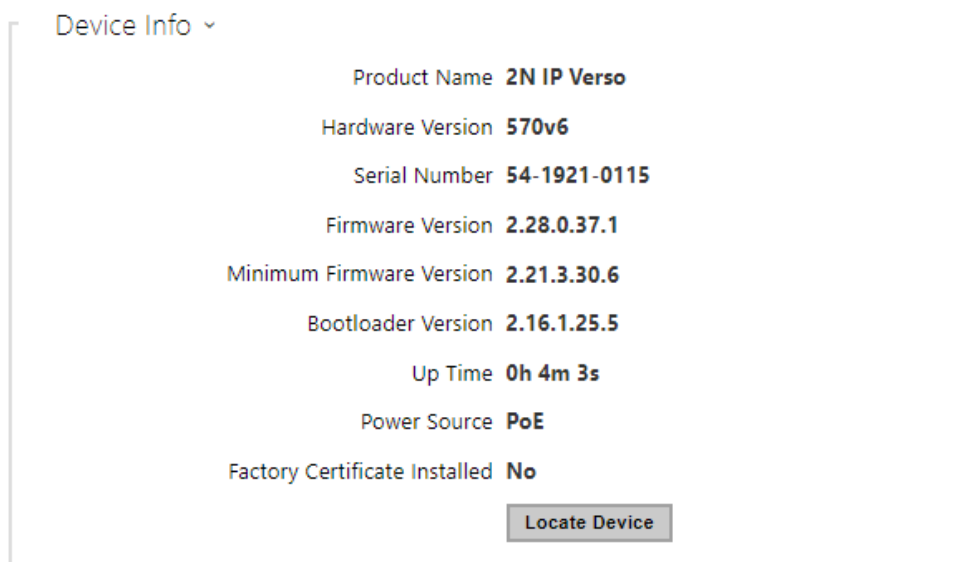 Device Info
Product Name 2N IP Verso
Hardware Version 570v6
Serial Number 54-1921-0115
Firmware Version 2.28.0.37.1
Minimum Firmware Version 2.21.3.30.6
Bootloader Version 2.16.1.25.5
Up Time 0h 4m 3s
Power Source PoE
Factory Certificate Installed No
Locate Device